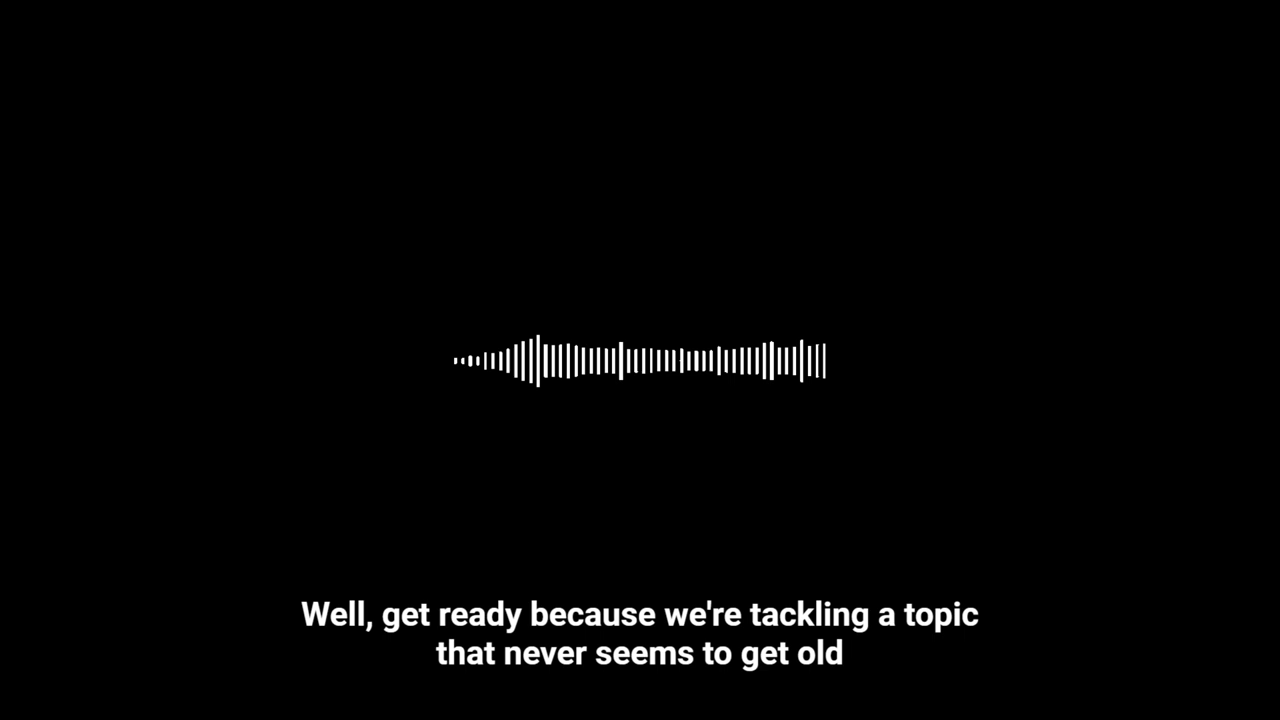 Well, get ready because we're tackling a topic
that never seems to get old